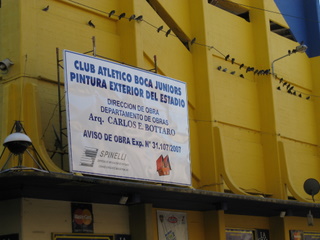 CLUB ATLETICO BOCA JUNIORS
PINTURA EXTERIOR DEL ESTADIO
DIRECCION DE OBRA
DEPARTAMENTO DE OBRAS
Arq. CARLOS E. BOTTARO
AVISO DE OBRA Exp. Nº 31.107/2007
SPINELLI